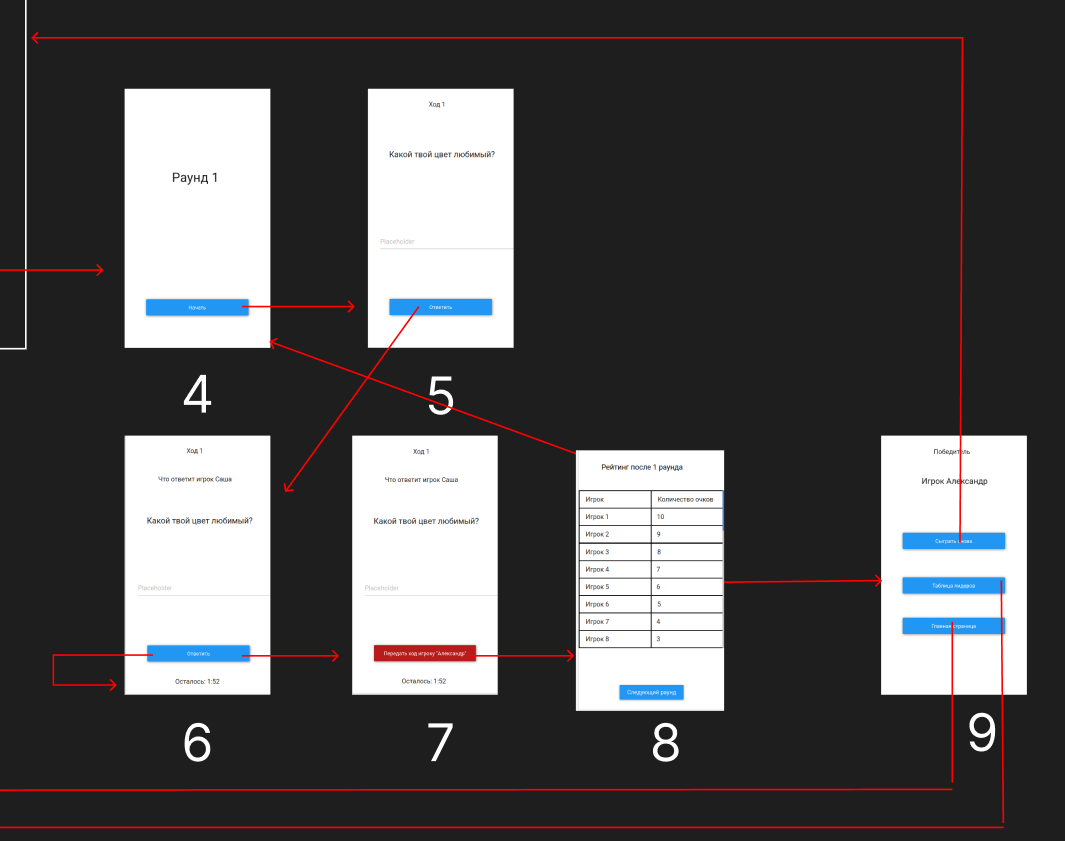 Раунд 1
Начать
4
Ход 1
Какой твой цвет любимый?
Placeholder
Ответить
5
Ход 1
Что ответит игрок Саша
Какой твой цвет любимый?
Placeholder
Ответить
Осталось: 1:52
6
Ход 1
Что ответит игрок Саша
Какой твой цвет любимый?
Placeholder
Передать ход игроку "Александр"
Осталось: 1:52
7
Рейтинг после 1 раунда
Игрок Количество очков
Игрок 1 10
Игрок 2 9
Игрок 3 8
Игрок 4 7
Игрок 5 6
Игрок 6 5
Игрок 7 4
Игрок 8 3
Следующий раунд
8
Победитель
Игрок Александр
Сыграть снова
Таблица лидеров
Главная страница
9